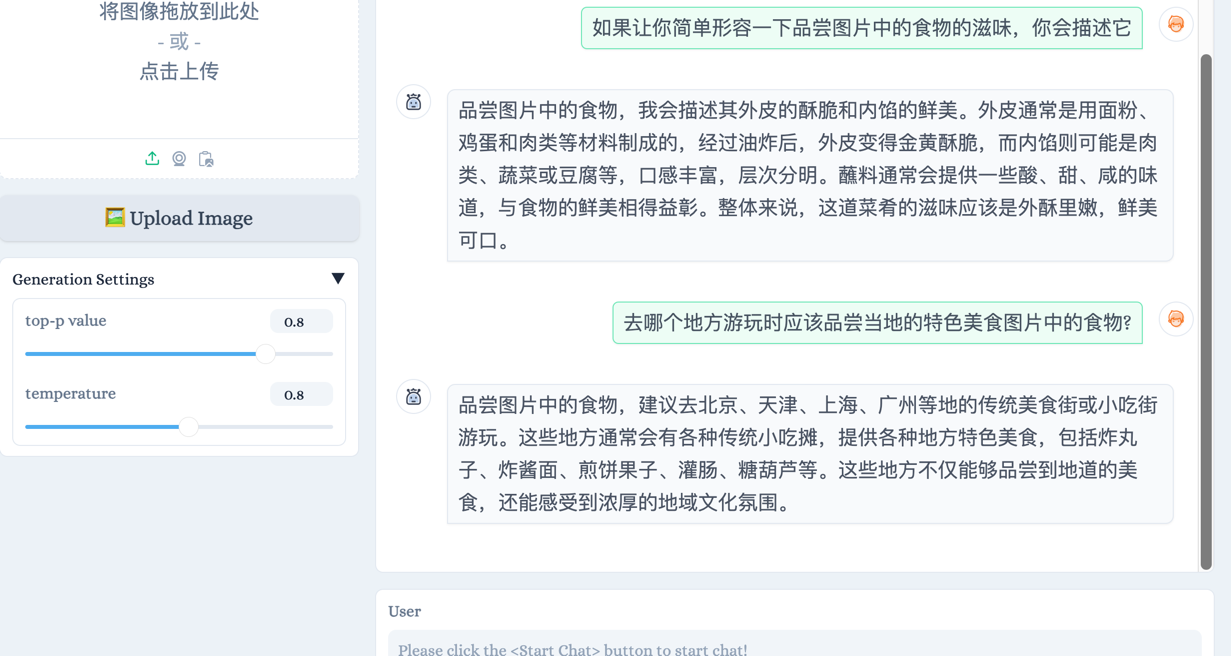 将图像拖放到此处
- 或 -
点击上传
Upload Image
Generation Settings
top-p value
0.8
temperature
0.8
如果让你简单形容一下品尝图片中的食物的滋味，你会描述它
品尝图片中的食物，我会描述其外皮的酥脆和内馅的鲜美。外皮通常是用面粉、
鸡蛋和肉类等材料制成的，经过油炸后，外皮变得金黄酥脆，而内馅则可能是肉
类、蔬菜或豆腐等，口感丰富，层次分明。蘸料通常会提供一些酸、甜、咸的味
道，与食物的鲜美相得益彰。整体来说，这道菜肴的滋味应该是外酥里嫩，鲜美
可口。
去哪个地方游玩时应该品尝当地的特色美食图片中的食物?
品尝图片中的食物，建议去北京、天津、上海、广州等地的传统美食街或小吃街
游玩。这些地方通常会有各种传统小吃摊，提供各种地方特色美食，包括炸丸
子、炸酱面、煎饼果子、灌肠、糖葫芦等。这些地方不仅能够品尝到地道的美
食，还能感受到浓厚的地域文化氛围。
User
Please click the <Start Chat> button to start chat!